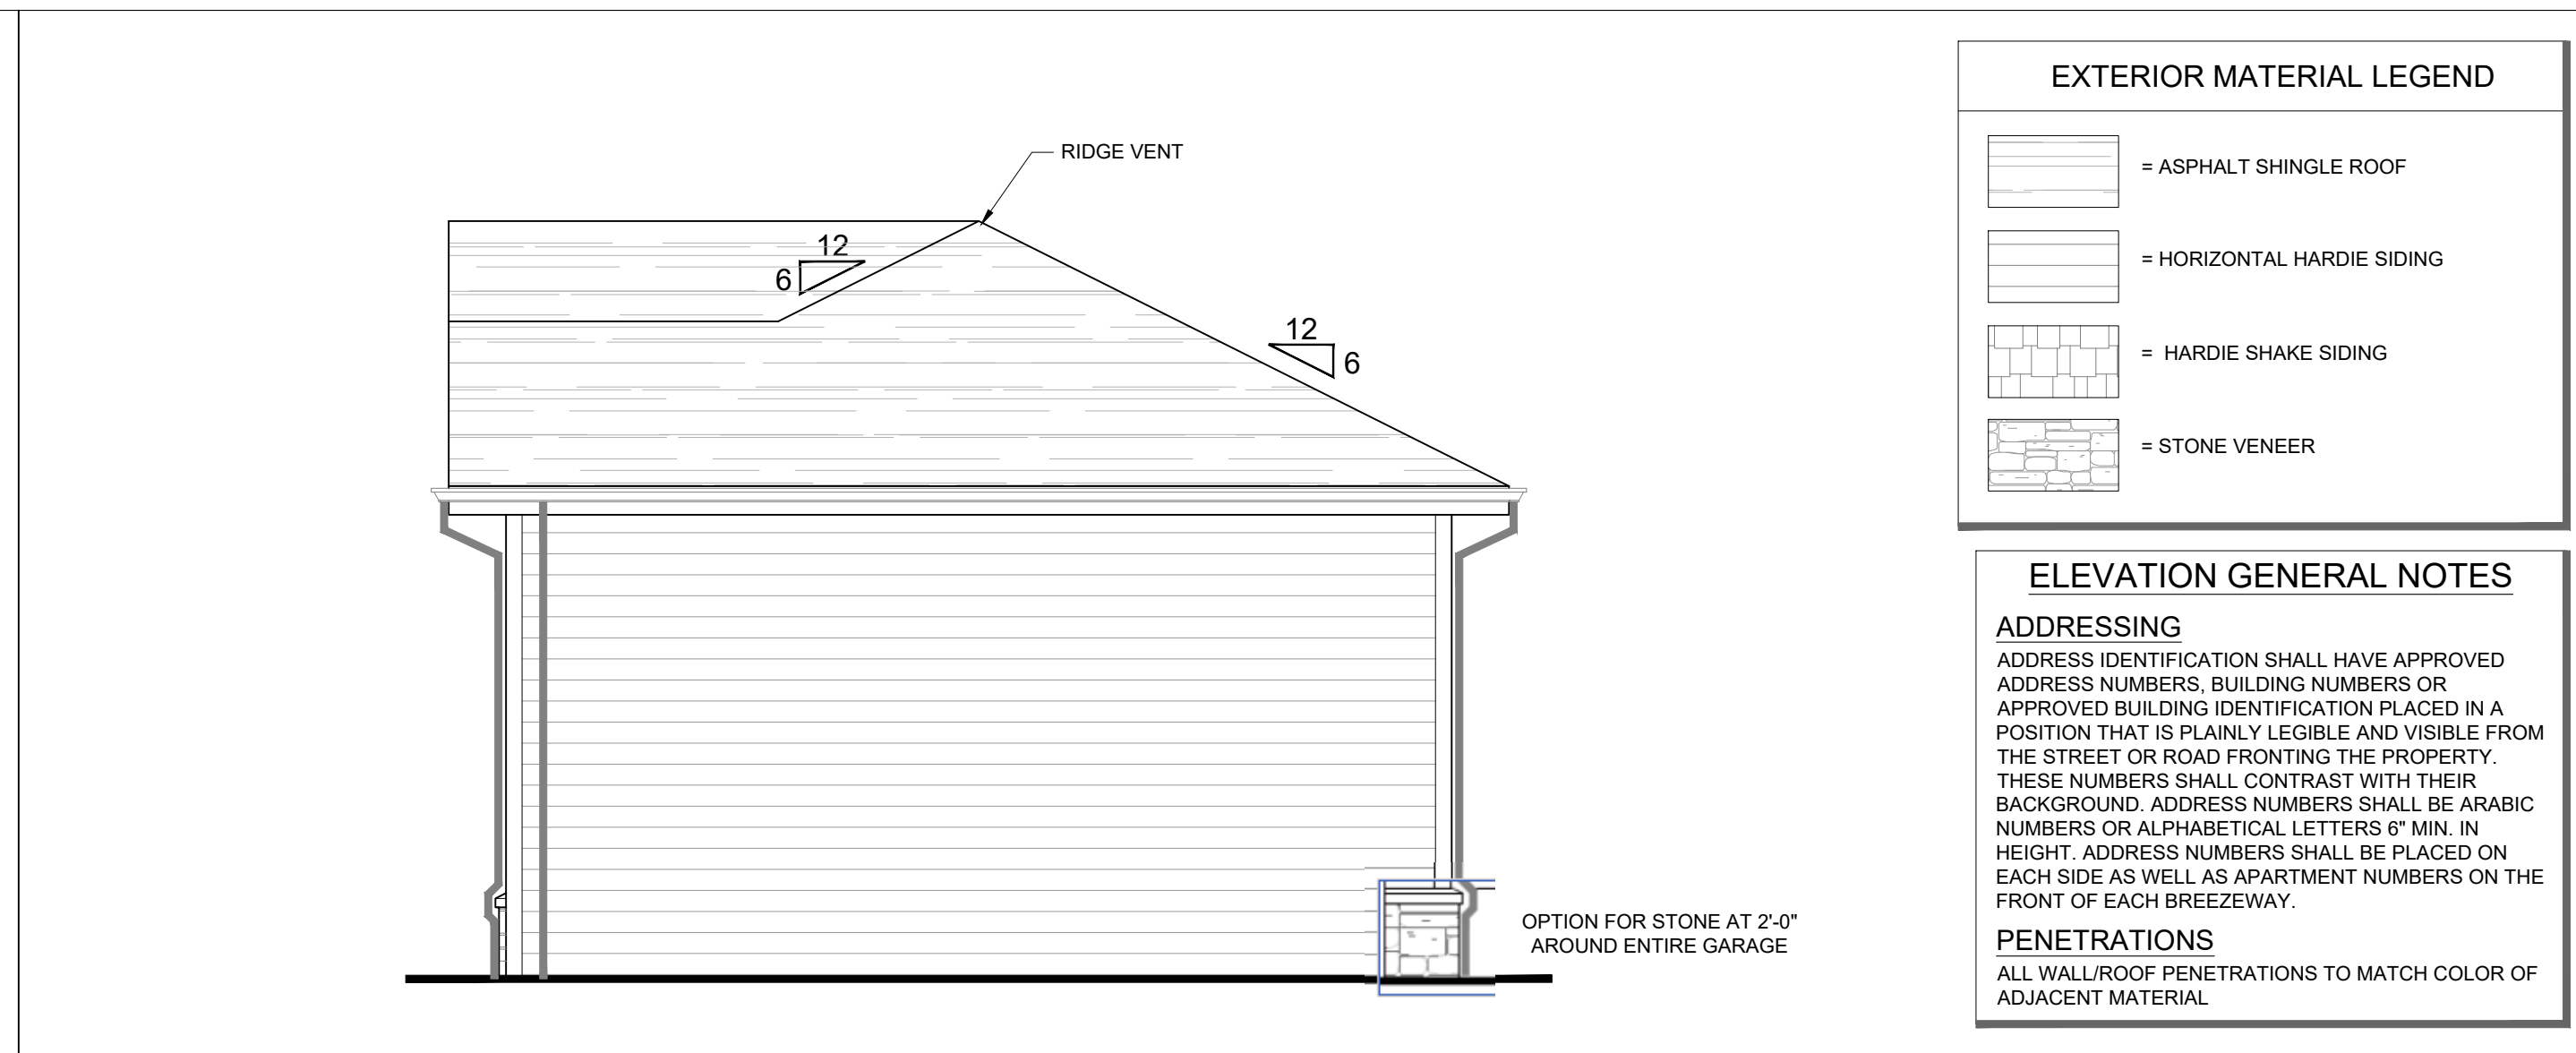 RIDGE VENT
12
6
12
6
OPTION FOR STONE AT 2'-0"
AROUND ENTIRE GARAGE
EXTERIOR MATERIAL LEGEND
= ASPHALT SHINGLE ROOF
= HORIZONTAL HARDIE SIDING
= HARDIE SHAKE SIDING
= STONE VENEER
ELEVATION GENERAL NOTES
ADDRESSING
ADDRESS IDENTIFICATION SHALL HAVE APPROVED
ADDRESS NUMBERS, BUILDING NUMBERS OR
APPROVED BUILDING IDENTIFICATION PLACED IN A
POSITION THAT IS PLAINLY LEGIBLE AND VISIBLE FROM
THE STREET OR ROAD FRONTING THE PROPERTY.
THESE NUMBERS SHALL CONTRAST WITH THEIR
BACKGROUND. ADDRESS NUMBERS SHALL BE ARABIC
NUMBERS OR ALPHABETICAL LETTERS 6" MIN. IN
HEIGHT. ADDRESS NUMBERS SHALL BE PLACED ON
EACH SIDE AS WELL AS APARTMENT NUMBERS ON THE
FRONT OF EACH BREEZEWAY.
PENETRATIONS
ALL WALL/ROOF PENETRATIONS TO MATCH COLOR OF
ADJACENT MATERIAL